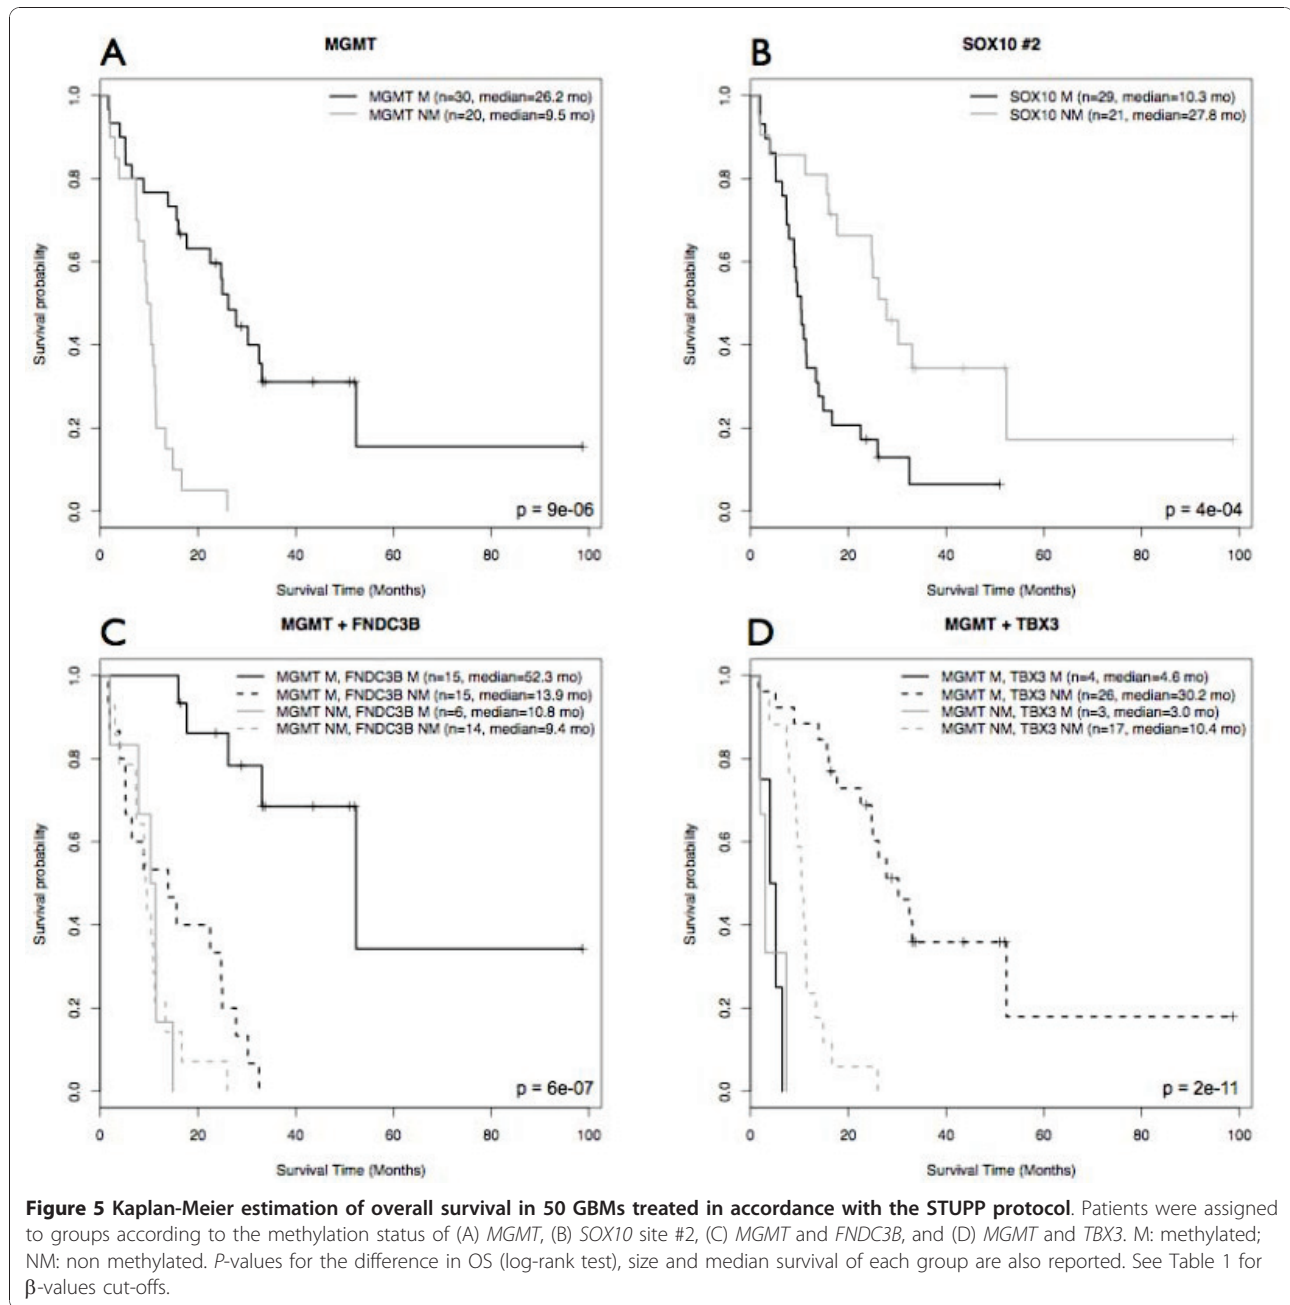 A
MGMT
MGMT M (n=30, median=26.2 mo)
MGMT NM (n=20, median=9.5 mo)
Survival probability
0.0 0.2 0.4 0.6 0.8 1.0
p = 9e-06
0 20 40 60 80 100
Survival Time (Months)
B
SOX10 #2
SOX10 M (n=29, median=10.3 mo)
SOX10 NM (n=21, median=27.8 mo)
Survival probability
0.0 0.2 0.4 0.6 0.8 1.0
p = 4e-04
0 20 40 60 80 100
Survival Time (Months)
C
MGMT + FNDC3B
MGMT M, FNDC3B M (n=15, median=52.3 mo)
MGMT M, FNDC3B NM (n=15, median=13.9 mo)
MGMT NM, FNDC3B M (n=6, median=10.8 mo)
MGMT NM, FNDC3B NM (n=14, median=9.4 mo)
Survival probability
0.0 0.2 0.4 0.6 0.8 1.0
p = 6e-07
0 20 40 60 80 100
Survival Time (Months)
D
MGMT + TBX3
MGMT M, TBX3 M (n=4, median=4.6 mo)
MGMT M, TBX3 NM (n=26, median=30.2 mo)
MGMT NM, TBX3 M (n=3, median=3.0 mo)
MGMT NM, TBX3 NM (n=17, median=10.4 mo)
Survival probability
0.0 0.2 0.4 0.6 0.8 1.0
p = 2e-11
0 20 40 60 80 100
Survival Time (Months)
Figure 5 Kaplan-Meier estimation of overall survival in 50 GBMs treated in accordance with the STUPP protocol. Patients were assigned
to groups according to the methylation status of (A) MGMT, (B) SOX10 site #2, (C) MGMT and FNDC3B, and (D) MGMT and TBX3. M: methylated;
NM: non methylated. P-values for the difference in OS (log-rank test), size and median survival of each group are also reported. See Table 1 for
β-values cut-offs.